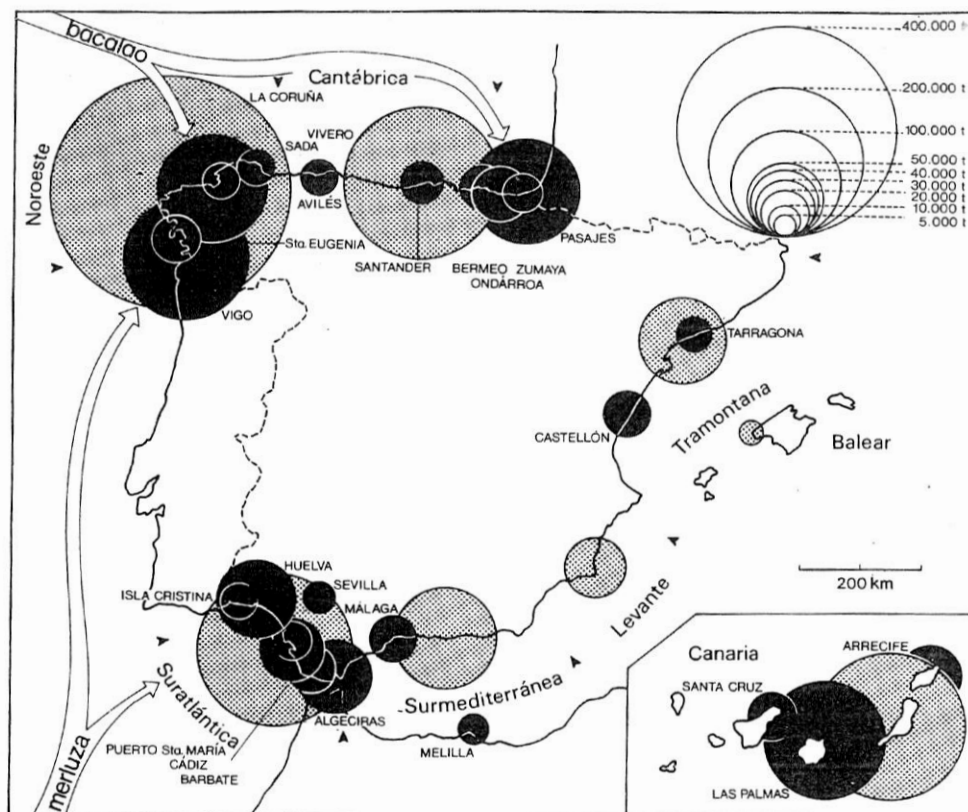 bacalao
Cantábrica
LA CORUÑA
VIVERO
SADA
AVILÉS
Noroeste
Sta. EUGENIA
SANTANDER
BERMEO ZUMAYA
ONDÁRROA
PASAJES
VIGO
400.000 t
200.000 t
100.000 t
50.000 t
40.000 t
30.000 t
20.000 t
10.000 t
5.000 t
TARRAGONA
CASTELLÓN
Tramontana
Balear
200 km
HUELVA
ISLA CRISTINA
SEVILLA
MÁLAGA
Levante
Suratlántica
Surmediterránea
ALGECIRAS
PUERTO Sta. MARÍA
CÁDIZ
BARBATE
MELILLA
merluza
Canaria
ARRECIFE
SANTA CRUZ
LAS PALMAS